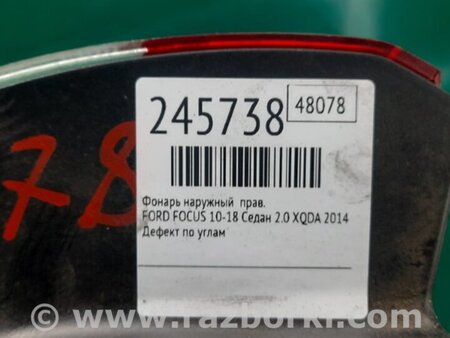 245738 48078
78
Фонарь наружный прав.
FORD FOCUS 10-18 Седан 2.0 XQDA 2014
Дефект по углам
© www.razborki.com